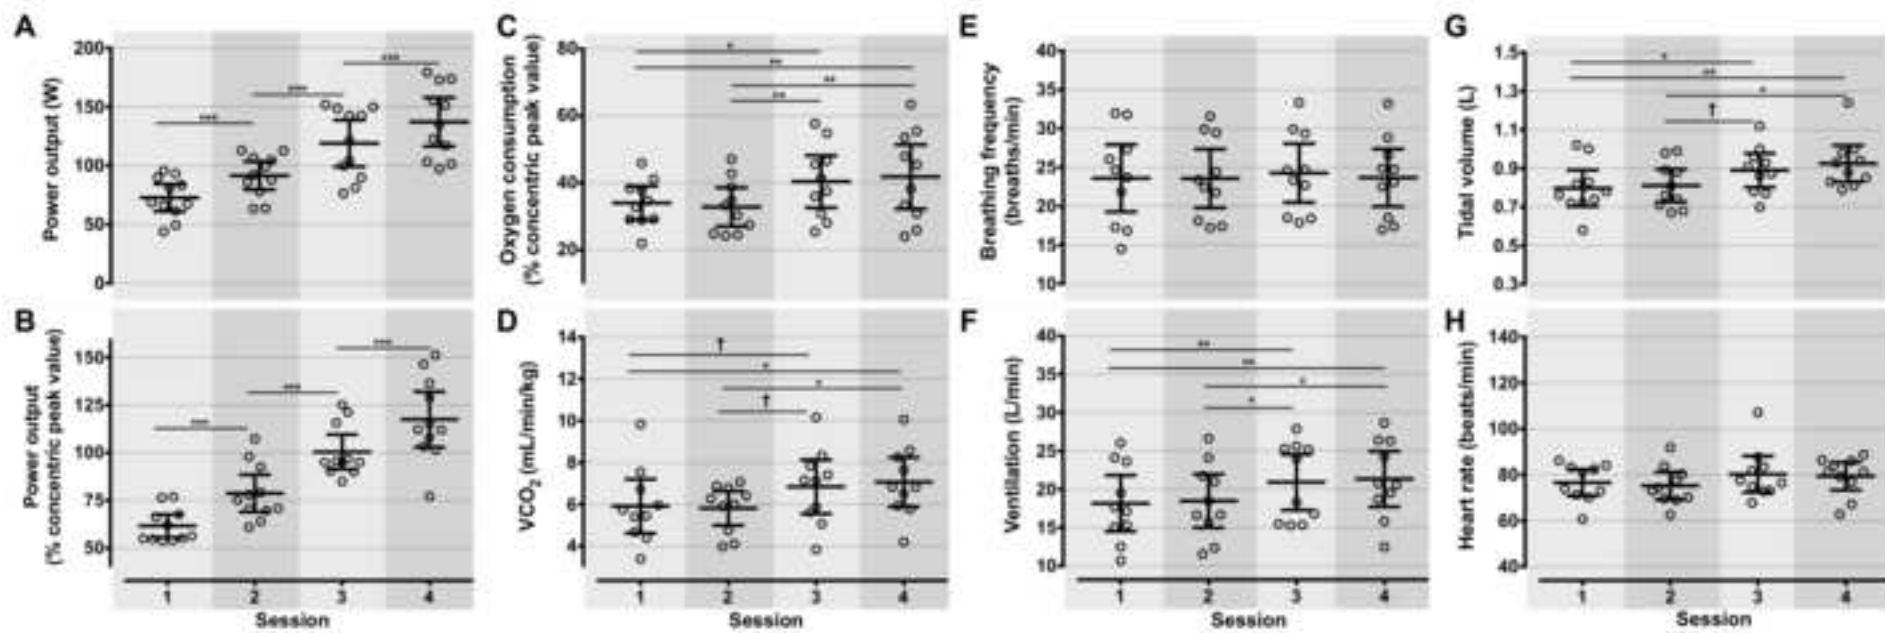 A
Power output (W)
200
150
100
50
0
***
***
***
B
Power output
(% concentric peak value)
150
125
100
75
50
***
***
***
1 2 3 4
Session
C
Oxygen consumption
(% concentric peak value)
80
60
40
20
*
**
**
**
D
VCO2 (mL/min/kg)
14
12
10
8
6
4
†
*
*
†
1 2 3 4
Session
E
Breathing frequency
(breaths/min)
40
35
30
25
20
15
10
F
Ventillation (L/min)
40
35
30
25
20
15
10
**
**
*
*
1 2 3 4
Session
G
Tidal volume (L)
1.5
1.3
1.1
0.9
0.7
0.5
0.3
*
**
*
†
H
Heart rate (beats/min)
140
120
100
80
60
40
1 2 3 4
Session